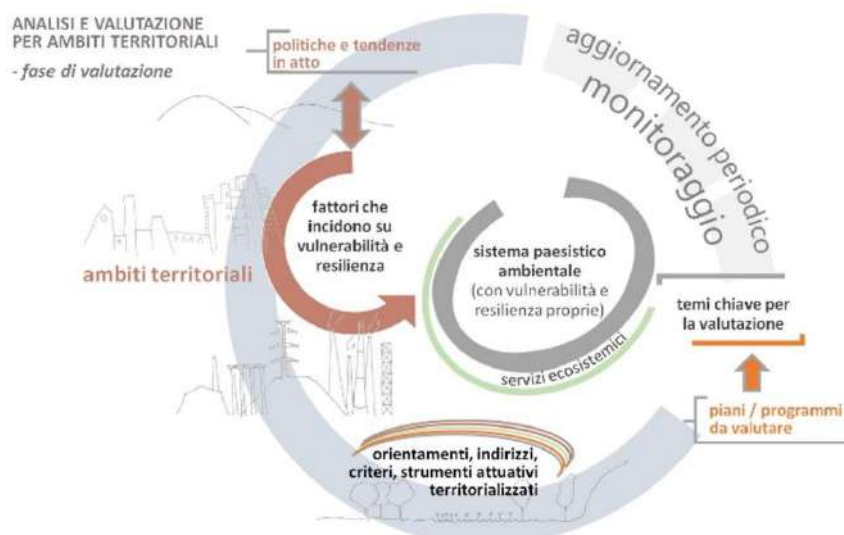 ANALISI E VALUTAZIONE
PER AMBITI TERRITORIALI
- fase di valutazione
politiche e tendenze
in atto
aggiornamento periodico
monitoraggio
fattori che
incidono su
vulnerabilità e
resilienza
ambiti territoriali
sistema paesistico
ambientale
(con vulnerabilità e
resilienza proprie)
servizi ecosistemici
temi chiave per
la valutazione
piani / programmi
da valutare
orientamenti, indirizzi,
criteri, strumenti attuativi
territorializzati